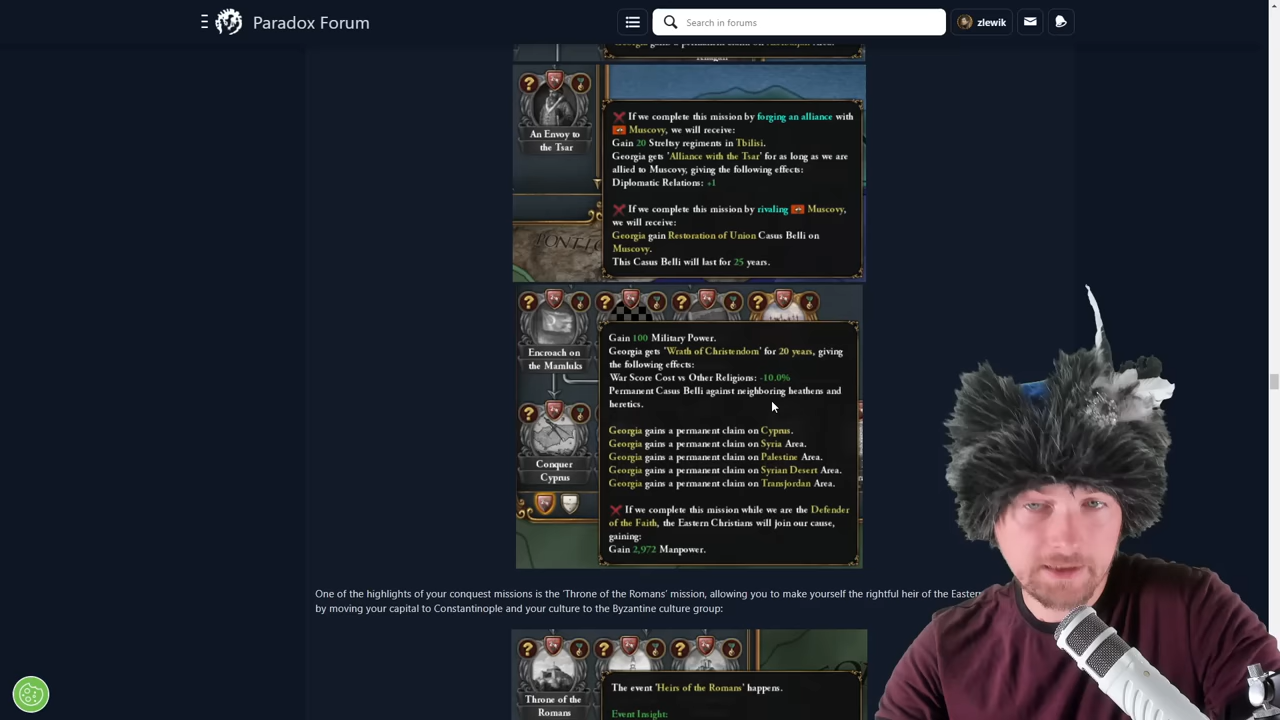 Paradox Forum
Search in forums
zlewik
Georgia gains a permanent claim on Azerbaijan Area.
An Envoy to
the Tsar
If we complete this mission by forging an alliance with
Muscovy, we will receive:
Gain 20 Streltsy regiments in Tbilisi.
Georgia gets 'Alliance with the Tsar' for as long as we are
allied to Muscovy, giving the following effects:
Diplomatic Relations: +1
If we complete this mission by rivaling Muscovy,
we will receive:
Georgia gain Restoration of Union Casus Belli on
Muscovy.
This Casus Belli will last for 25 years.
Encroach on
the Mamluks
Conquer
Cyprus
Gain 100 Military Power.
Georgia gets 'Wrath of Christendom' for 20 years, giving
the following effects:
War Score Cost vs Other Religions: -10.0%
Permanent Casus Belli against neighboring heathens and
heretics.
Georgia gains a permanent claim on Cyprus.
Georgia gains a permanent claim on Syria Area.
Georgia gains a permanent claim on Palestine Area.
Georgia gains a permanent claim on Syrian Desert Area.
Georgia gains a permanent claim on Transjordan Area.
If we complete this mission while we are the Defender
of the Faith, the Eastern Christians will join our cause,
gaining:
Gain 2,972 Manpower.
One of the highlights of your conquest missions is the 'Throne of the Romans' mission, allowing you to make yourself the rightful heir of the Eastern
by moving your capital to Constantinople and your culture to the Byzantine culture group:
Throne of the
Romans
The event 'Heirs of the Romans' happens.
Event Insight: